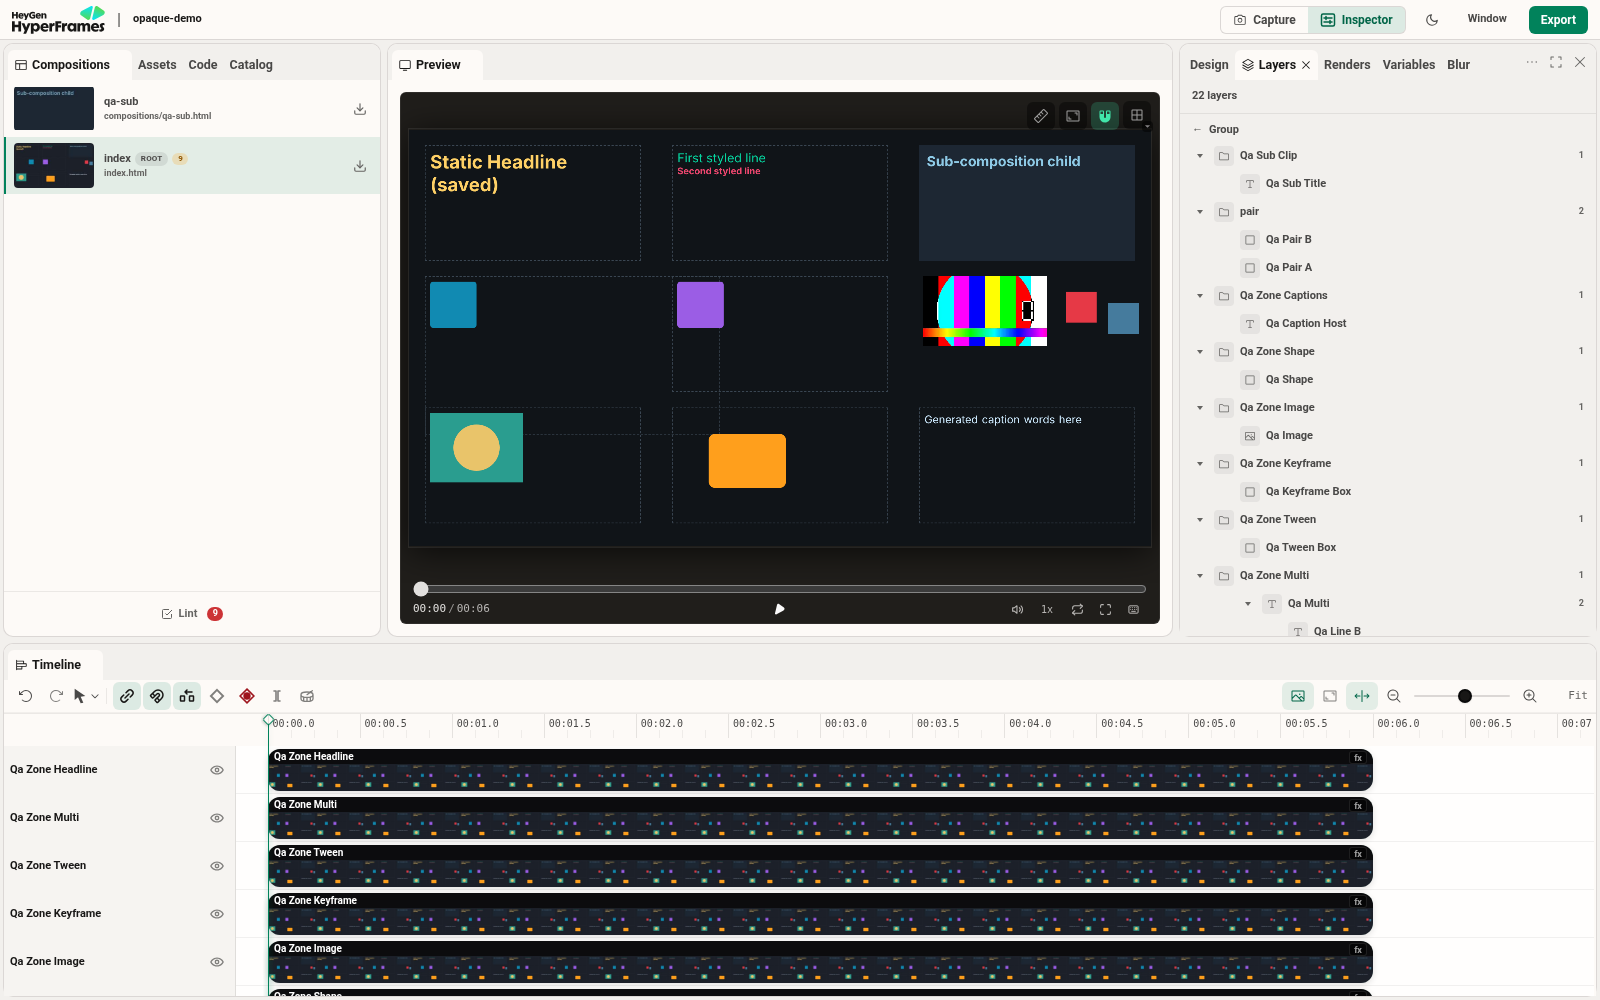 HeyGen
HyperFrames
opaque-demo
Capture
Inspector
Window
Export
Compositions
Assets
Code
Catalog
qa-sub
compositions/qa-sub.html
Sub-composition child
index
ROOT
9
index.html
Lint
9
Preview
Static Headline
(saved)
First styled line
Second styled line
Sub-composition child
Generated caption words here
00:00 / 00:06
1x
Design
Layers
Renders
Variables
Blur
22 layers
← Group
Qa Sub Clip
1
Qa Sub Title
pair
2
Qa Pair B
Qa Pair A
Qa Zone Captions
1
Qa Caption Host
Qa Zone Shape
1
Qa Shape
Qa Zone Image
1
Qa Image
Qa Zone Keyframe
1
Qa Keyframe Box
Qa Zone Tween
1
Qa Tween Box
Qa Zone Multi
1
Qa Multi
2
Qa Line B
Timeline
Fit
00:00.0
00:00.5
00:01.0
00:01.5
00:02.0
00:02.5
00:03.0
00:03.5
00:04.0
00:04.5
00:05.0
00:05.5
00:06.0
00:06.5
00:07
Qa Zone Headline
Qa Zone Headline
fx
Qa Zone Multi
Qa Zone Multi
fx
Qa Zone Tween
Qa Zone Tween
fx
Qa Zone Keyframe
Qa Zone Keyframe
fx
Qa Zone Image
Qa Zone Image
fx
Qa Zone Shape
fx